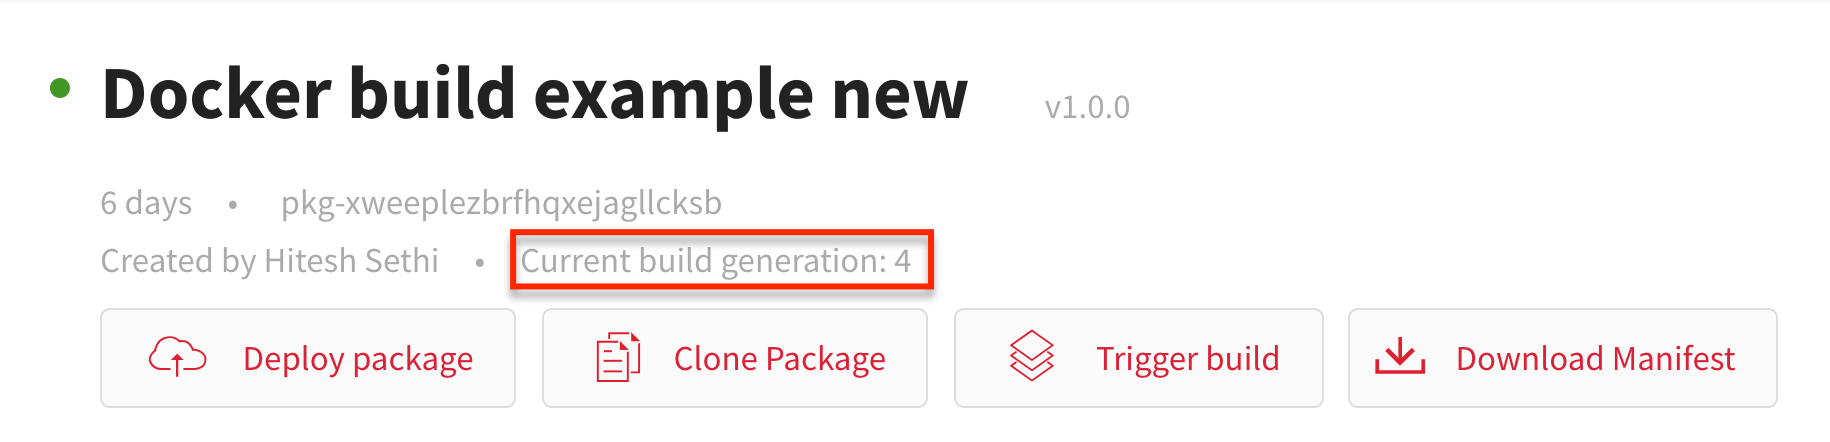 Docker build example new v1.0.0
6 days • pkg-xweeplezbrfhqxejagllcksb
Created by Hitesh Sethi • Current build generation: 4
Deploy package Clone Package Trigger build Download Manifest